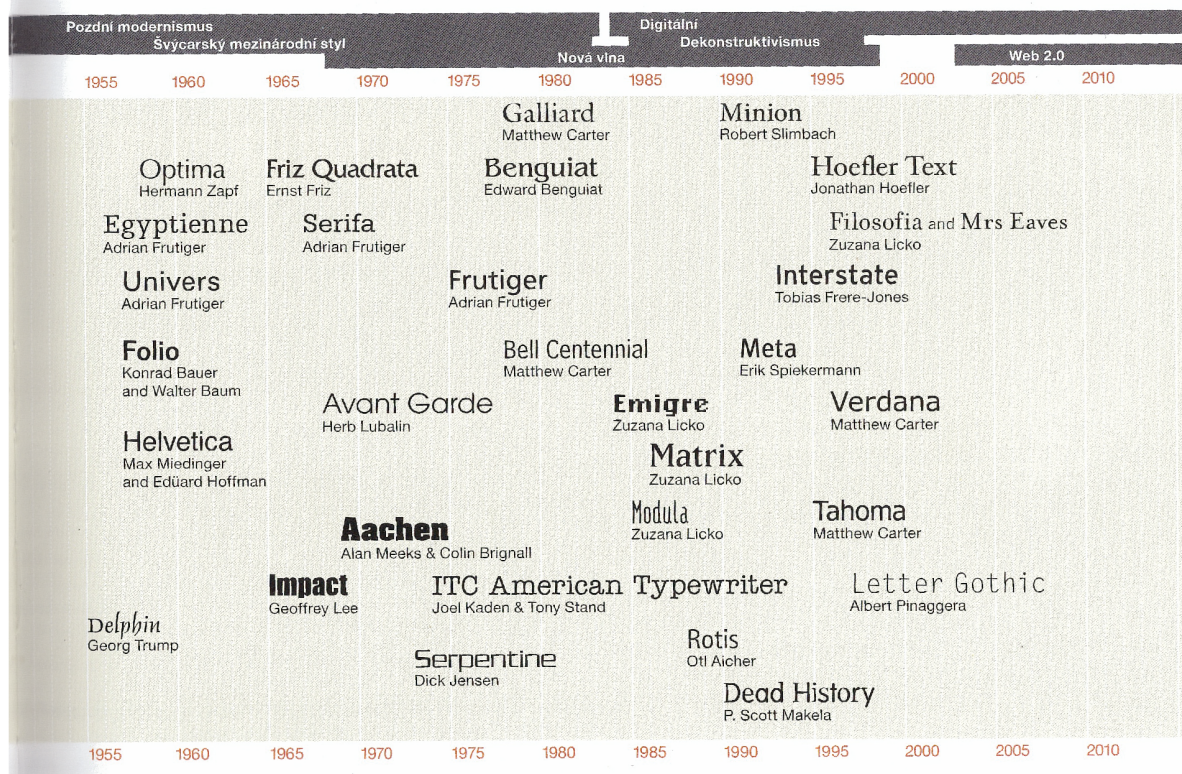 Pozdní modernismus
Švýcarský mezinárodní styl
Nová vlna
Digitální
Dekonstruktivismus
Web 2.0
1955 1960 1965 1970 1975 1980 1985 1990 1995 2000 2005 2010
Galliard
Matthew Carter
Minion
Robert Slimbach
Optima
Hermann Zapf
Friz Quadrata
Ernst Friz
Benguiat
Edward Benguiat
Hoefler Text
Jonathan Hoefler
Egyptienne
Adrian Frutiger
Serifa
Adrian Frutiger
Filosofia and Mrs Eaves
Zuzana Licko
Univers
Adrian Frutiger
Frutiger
Adrian Frutiger
Interstate
Tobias Frere-Jones
Folio
Konrad Bauer
and Walter Baum
Bell Centennial
Matthew Carter
Meta
Erik Spiekermann
Avant Garde
Herb Lubalin
Emigre
Zuzana Licko
Verdana
Matthew Carter
Helvetica
Max Miedinger
and Edüard Hoffman
Matrix
Zuzana Licko
Modula
Zuzana Licko
Tahoma
Matthew Carter
Aachen
Alan Meeks & Colin Brignall
Impact
Geoffrey Lee
ITC American Typewriter
Joel Kaden & Tony Stand
Letter Gothic
Albert Pinaggera
Delphin
Georg Trump
Rotis
Otl Aicher
Serpentine
Dick Jensen
Dead History
P. Scott Makela
1955 1960 1965 1970 1975 1980 1985 1990 1995 2000 2005 2010